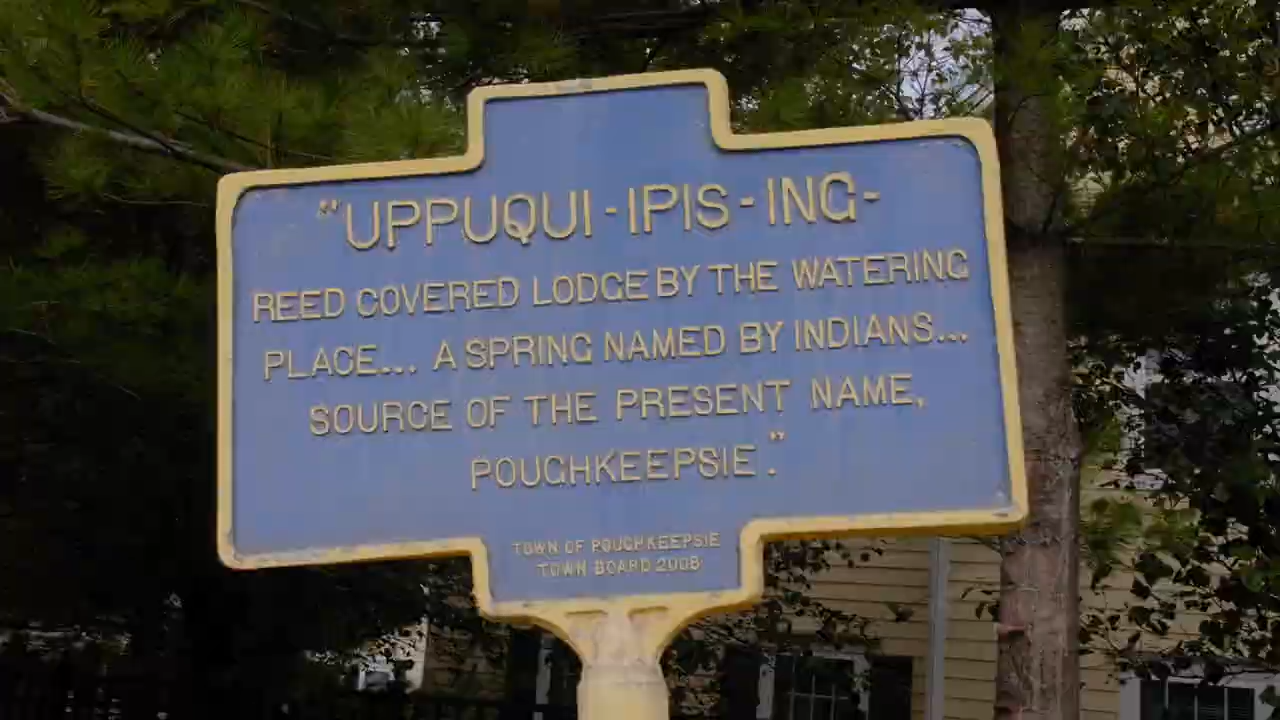 "UPPUQUI-IPIS-ING-
REED COVERED LODGE BY THE WATERING
PLACE... A SPRING NAMED BY INDIANS...
SOURCE OF THE PRESENT NAME,
POUGHKEEPSIE."
TOWN OF POUGHKEEPSIE
TOWN BOARD 2008